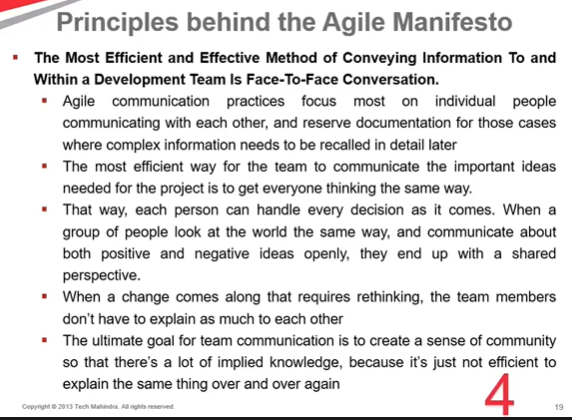 Principles behind the Agile Manifesto
▪ The Most Efficient and Effective Method of Conveying Information To and
Within a Development Team Is Face-To-Face Conversation.
▪ Agile communication practices focus most on individual people
communicating with each other, and reserve documentation for those cases
where complex information needs to be recalled in detail later
▪ The most efficient way for the team to communicate the important ideas
needed for the project is to get everyone thinking the same way.
▪ That way, each person can handle every decision as it comes. When a
group of people look at the world the same way, and communicate about
both positive and negative ideas openly, they end up with a shared
perspective.
▪ When a change comes along that requires rethinking, the team members
don’t have to explain as much to each other
▪ The ultimate goal for team communication is to create a sense of community
so that there’s a lot of implied knowledge, because it’s just not efficient to
explain the same thing over and over again
4
Copyright © 2013 Tech Mahindra. All rights reserved.
19